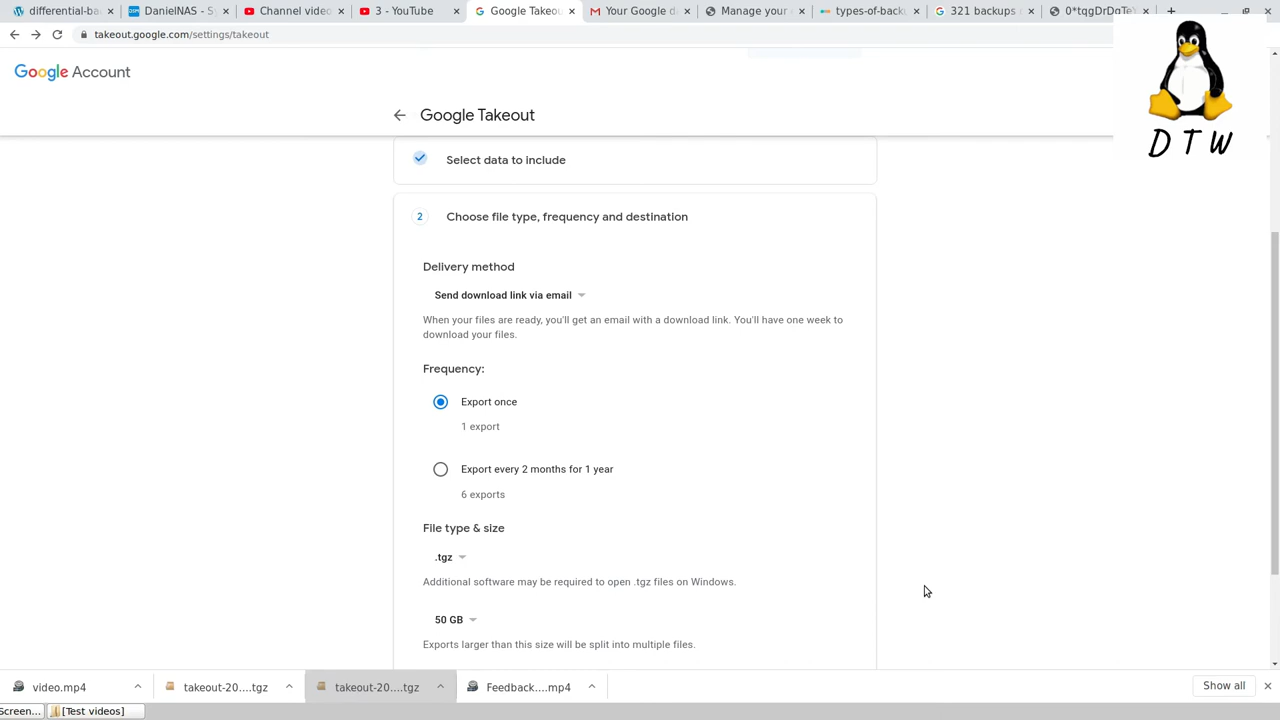 differential-ba
DanielNAS - Sy
Channel video
3 - YouTube
Google Takeou
Your Google d
Manage your
types-of-back
321 backups
0*tqgDrDqTe
takeout.google.com/settings/takeout
Google Account
Google Takeout
DTW
Select data to include
2 Choose file type, frequency and destination
Delivery method
Send download link via email
When your files are ready, you'll get an email with a download link. You'll have one week to
download your files.
Frequency:
Export once
1 export
Export every 2 months for 1 year
6 exports
File type & size
.tgz
Additional software may be required to open .tgz files on Windows.
50 GB
Exports larger than this size will be split into multiple files.
video.mp4
takeout-20....tgz
takeout-20....tgz
Feedback....mp4
Show all
Screen...
[Test videos]